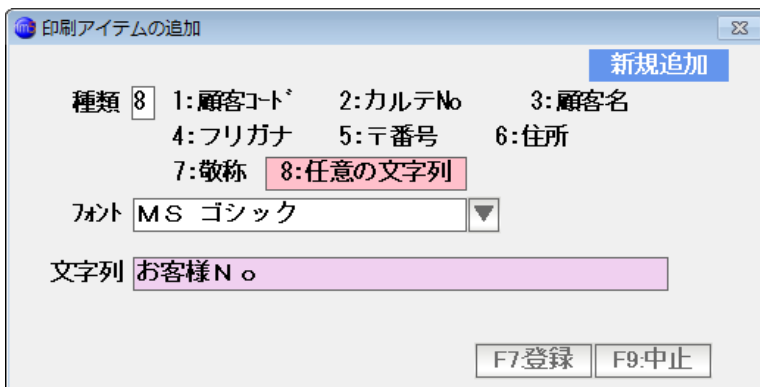 印刷アイテムの追加
新規追加
種類 8 1:顧客ｺｰﾄﾞ 2:カルテNo 3:顧客名
4:フリガナ 5:〒番号 6:住所
7:敬称 8:任意の文字列
ﾌｫﾝﾄ ＭＳ ゴシック
文字列 お客様Ｎｏ
F7:登録 F9:中止